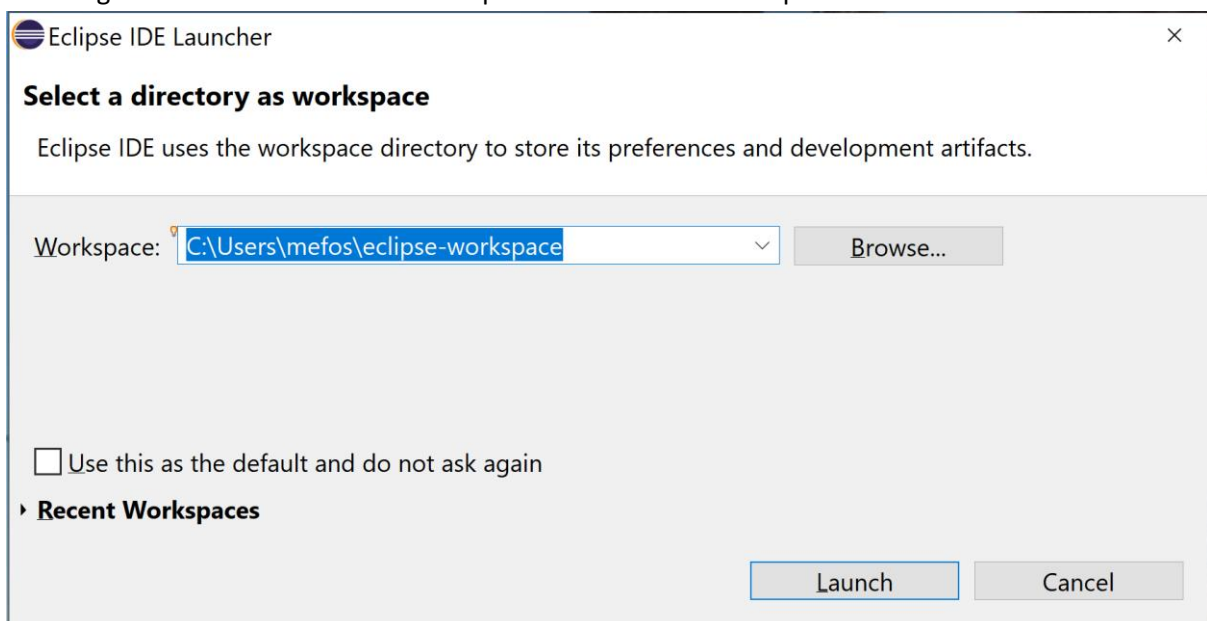 Eclipse IDE Launcher ×
Select a directory as workspace
Eclipse IDE uses the workspace directory to store its preferences and development artifacts.
Workspace: C:\Users\mefos\eclipse-workspace Browse...
Use this as the default and do not ask again
Recent Workspaces
Launch Cancel